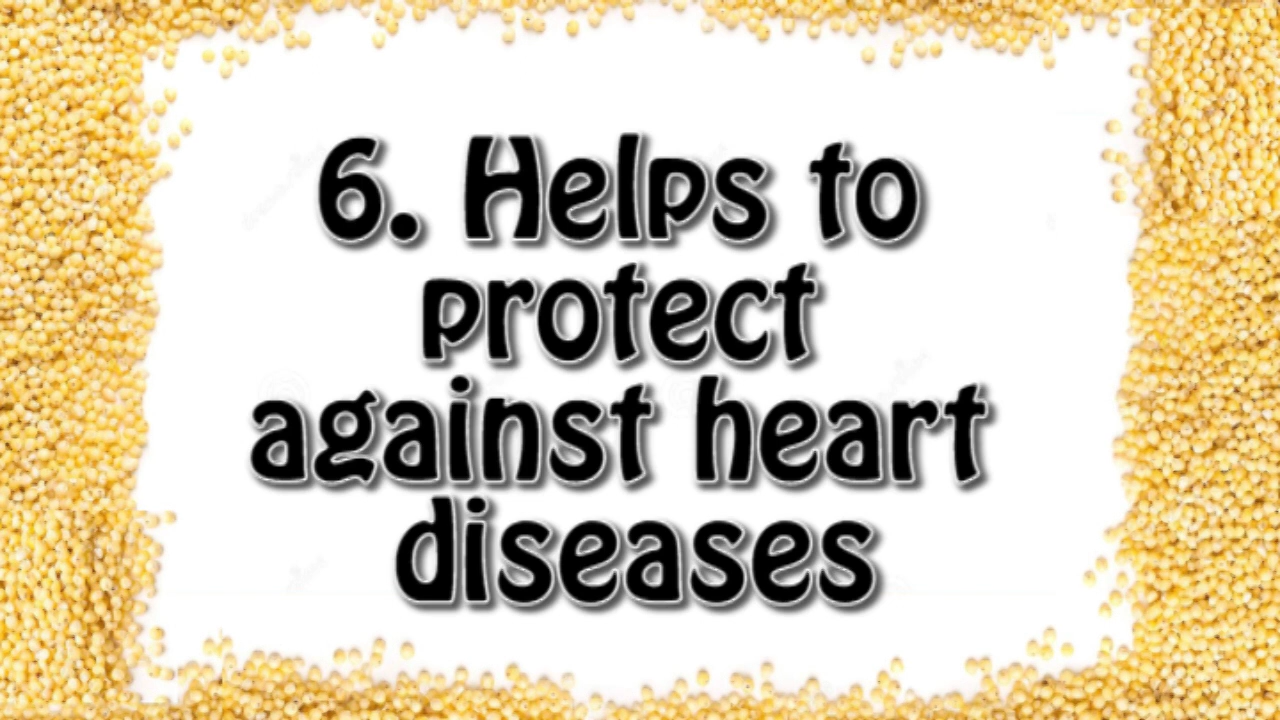 6. Helps to
protect
against heart
diseases